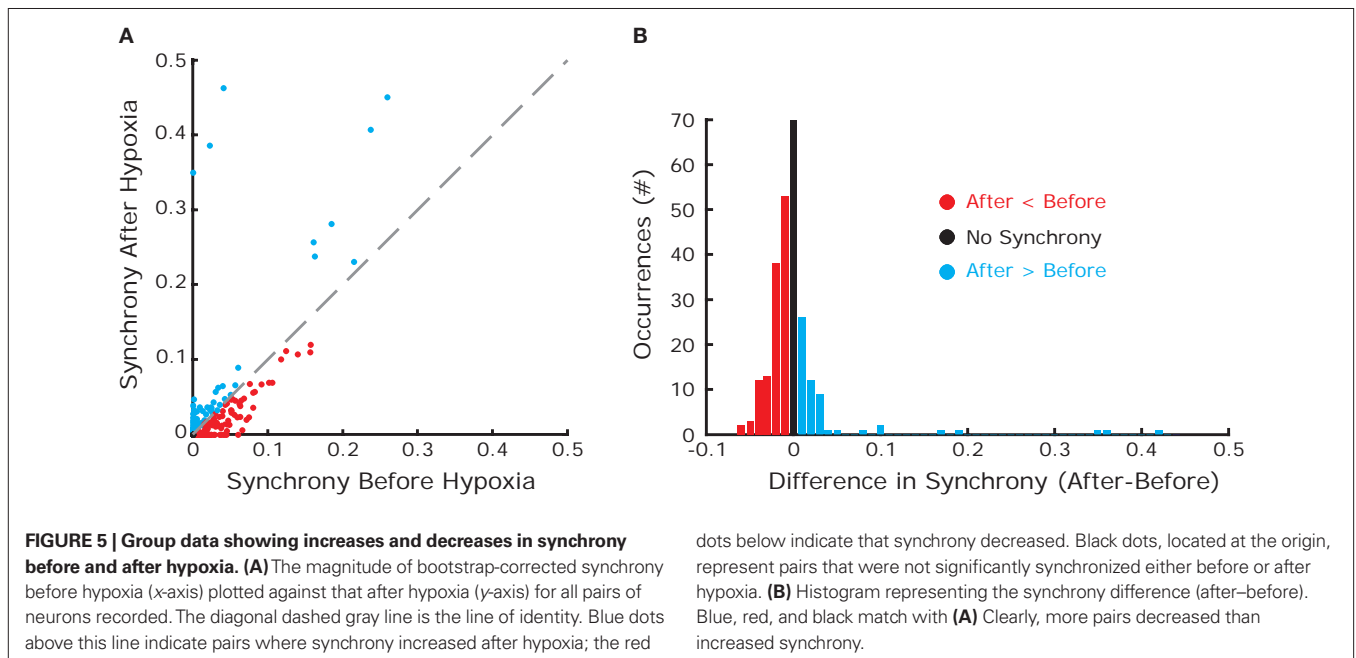 A
0.5
0.4
0.3
0.2
0.1
0
Synchrony After Hypoxia
0 0.1 0.2 0.3 0.4 0.5
Synchrony Before Hypoxia
B
70
60
50
40
30
20
10
0
Occurrences (#)
After < Before
No Synchrony
After > Before
-0.1 0 0.1 0.2 0.3 0.4 0.5
Difference in Synchrony (After-Before)
FIGURE 5 | Group data showing increases and decreases in synchrony
before and after hypoxia. (A) The magnitude of bootstrap-corrected synchrony
before hypoxia (x-axis) plotted against that after hypoxia (y-axis) for all pairs of
neurons recorded. The diagonal dashed gray line is the line of identity. Blue dots
above this line indicate pairs where synchrony increased after hypoxia; the red
dots below indicate that synchrony decreased. Black dots, located at the origin,
represent pairs that were not significantly synchronized either before or after
hypoxia. (B) Histogram representing the synchrony difference (after–before).
Blue, red, and black match with (A) Clearly, more pairs decreased than
increased synchrony.